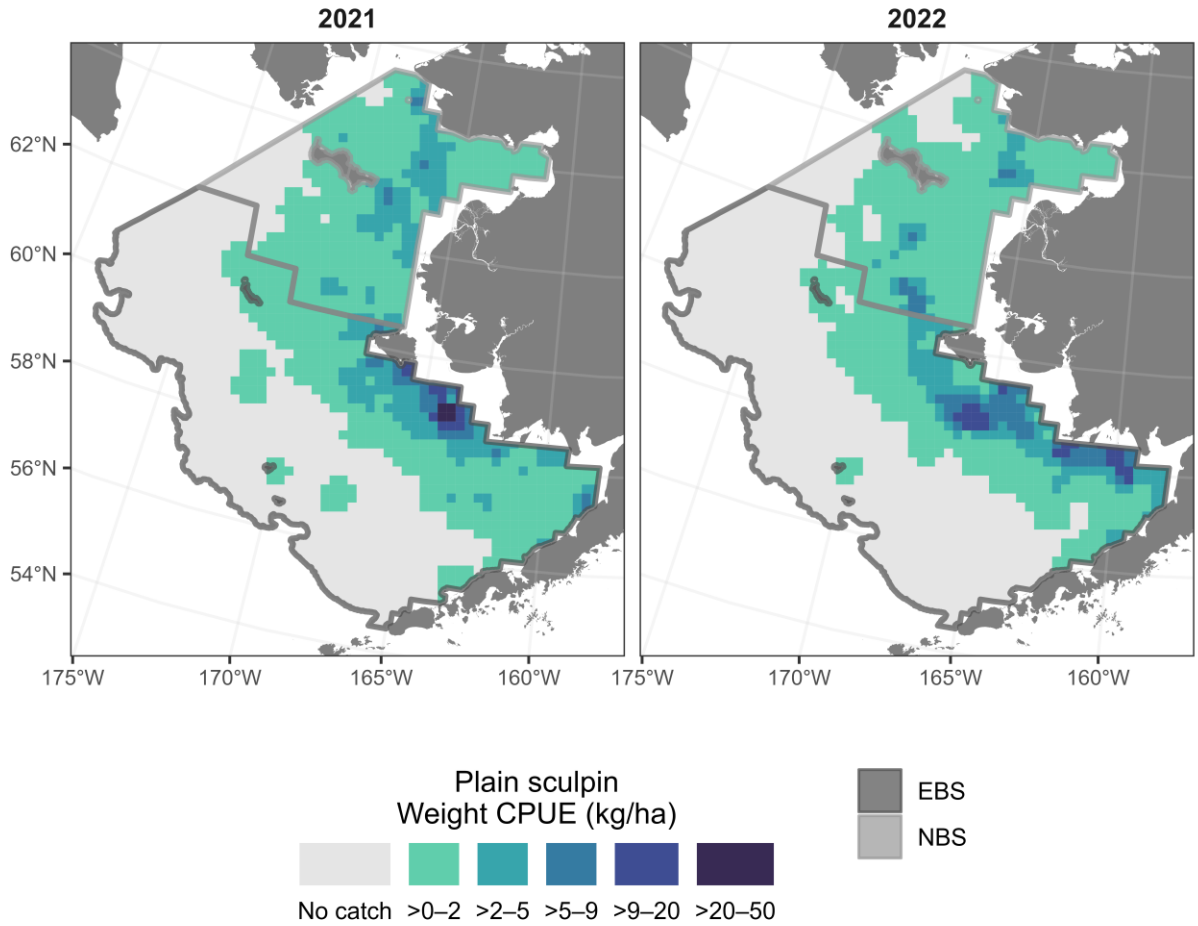 2021
2022
62°N
60°N
58°N
56°N
54°N
175°W 170°W 165°W 160°W
175°W 170°W 165°W 160°W
Plain sculpin
Weight CPUE (kg/ha)
No catch >0–2 >2–5 >5–9 >9–20 >20–50
EBS
NBS